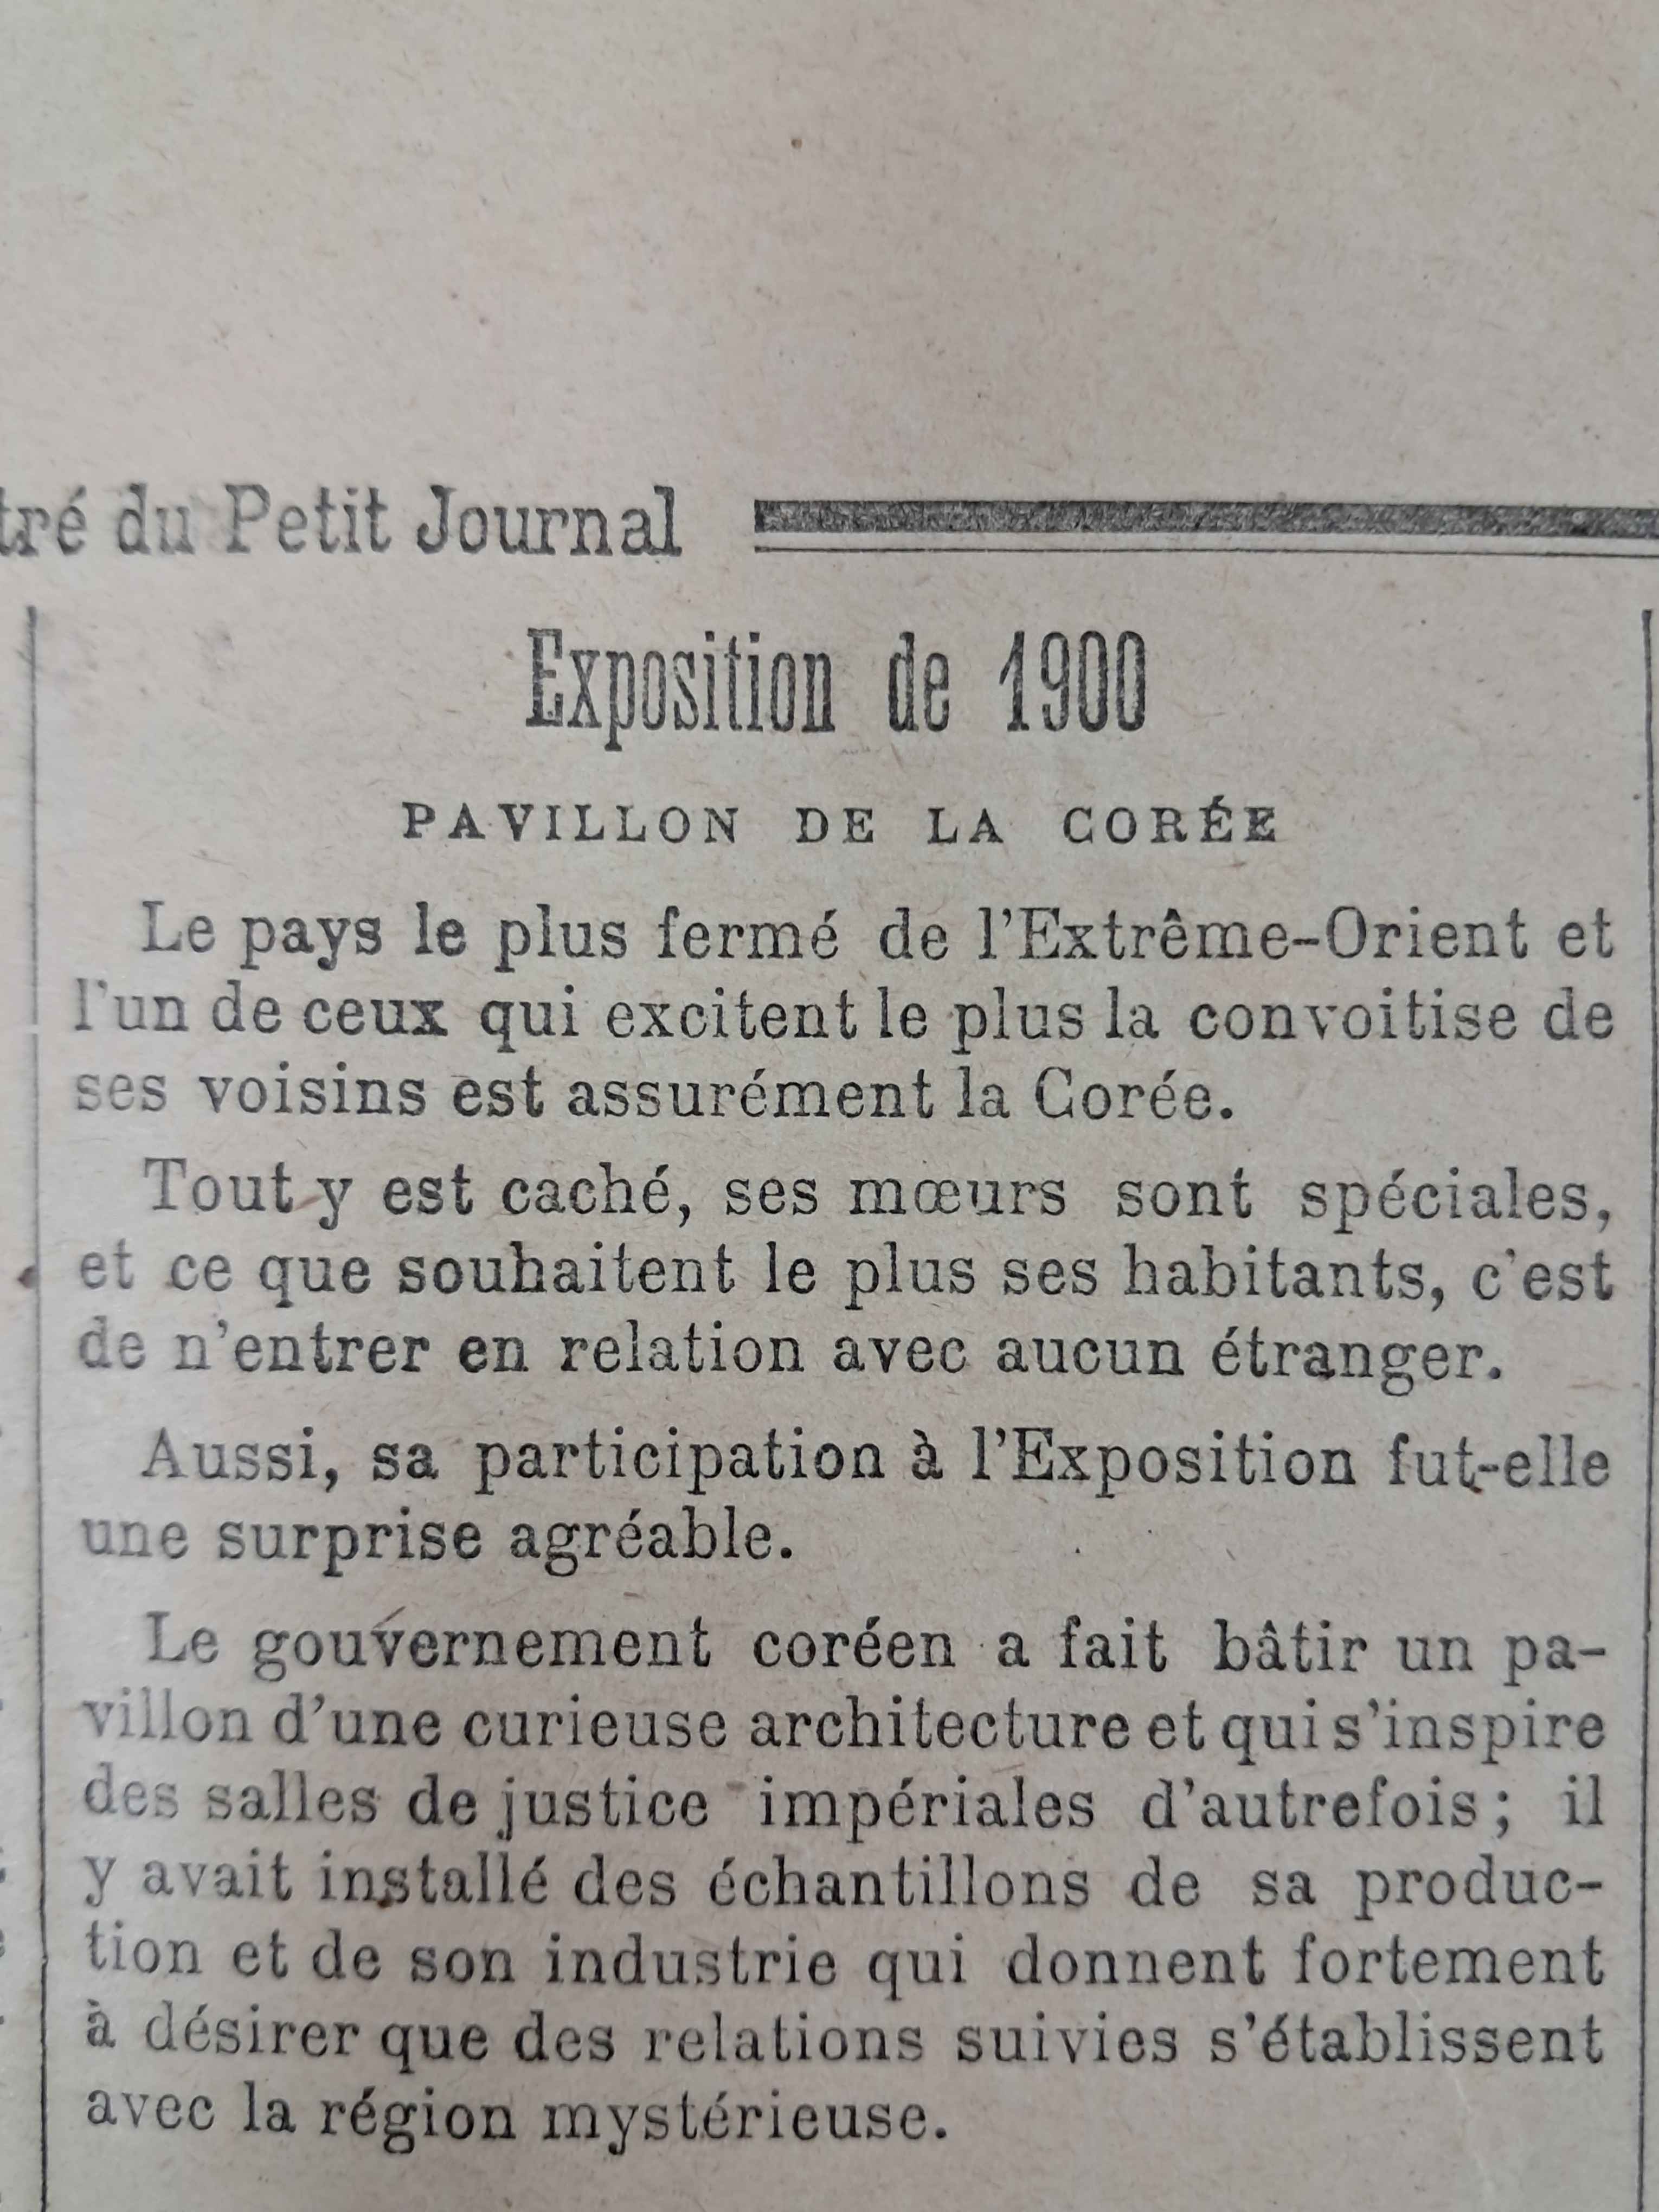 tré du Petit Journal
Exposition de 1900
PAVILLON DE LA CORÉE
Le pays le plus fermé de l'Extrême-Orient et
l'un de ceux qui excitent le plus la convoitise de
ses voisins est assurément la Corée.
Tout y est caché, ses mœurs sont spéciales,
et ce que souhaitent le plus ses habitants, c'est
de n'entrer en relation avec aucun étranger.
Aussi, sa participation à l'Exposition fut-elle
une surprise agréable.
Le gouvernement coréen a fait bâtir un pa-
villon d'une curieuse architecture et qui s'inspire
des salles de justice impériales d'autrefois; il
y avait installé des échantillons de sa produc-
tion et de son industrie qui donnent fortement
à désirer que des relations suivies s'établissent
avec la région mystérieuse.